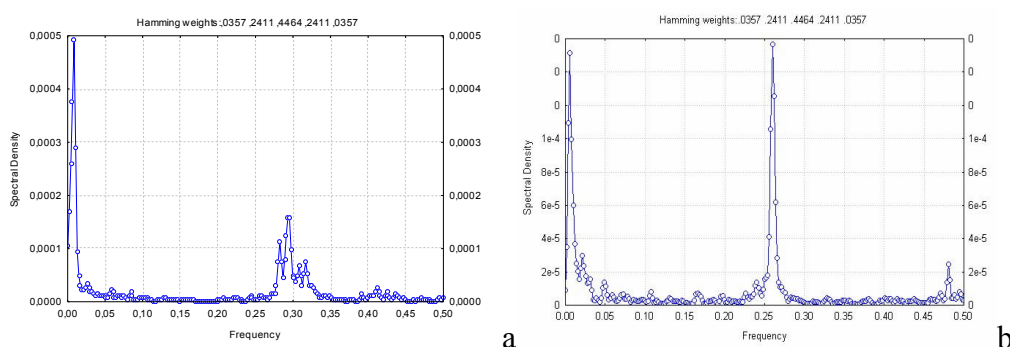 Hamming weights:,0357 ,2411 ,4464 ,2411 ,0357
0,0005 0,0005
0,0004 0,0004
0,0003 0,0003
0,0002 0,0002
0,0001 0,0001
0,0000 0,0000
0,00 0,05 0,10 0,15 0,20 0,25 0,30 0,35 0,40 0,45 0,50
Frequency
Spectral Density
a
Hamming weights:.0357 .2411 .4464 .2411 .0357
0 0
0 0
0 0
1e-4 1e-4
8e-5 8e-5
6e-5 6e-5
4e-5 4e-5
2e-5 2e-5
0 0
0.00 0.05 0.10 0.15 0.20 0.25 0.30 0.35 0.40 0.45 0.50
Frequency
Spectral Density
b